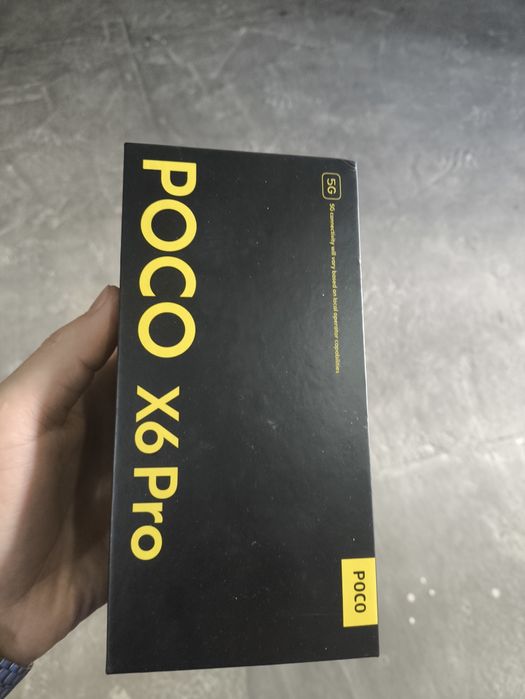 5G
5G connectivity will vary based on local operator capabilities
POCO X6 Pro
POCO